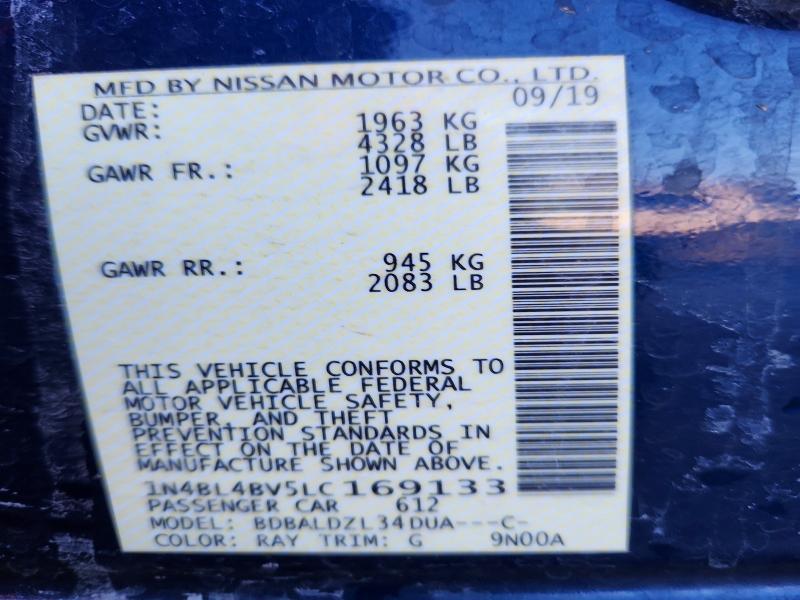 MFD BY NISSAN MOTOR CO., LTD.
DATE: 09/19
GVWR: 1963 KG
4328 LB
GAWR FR.: 1097 KG
2418 LB
GAWR RR.: 945 KG
2083 LB
THIS VEHICLE CONFORMS TO
ALL APPLICABLE FEDERAL
MOTOR VEHICLE SAFETY,
BUMPER, AND THEFT
PREVENTION STANDARDS IN
EFFECT ON THE DATE OF
MANUFACTURE SHOWN ABOVE.
1N4BL4BV5LC169133
PASSENGER CAR 612
MODEL: BDBALDZL34DUA---C-
COLOR: RAY TRIM: G 9N00A